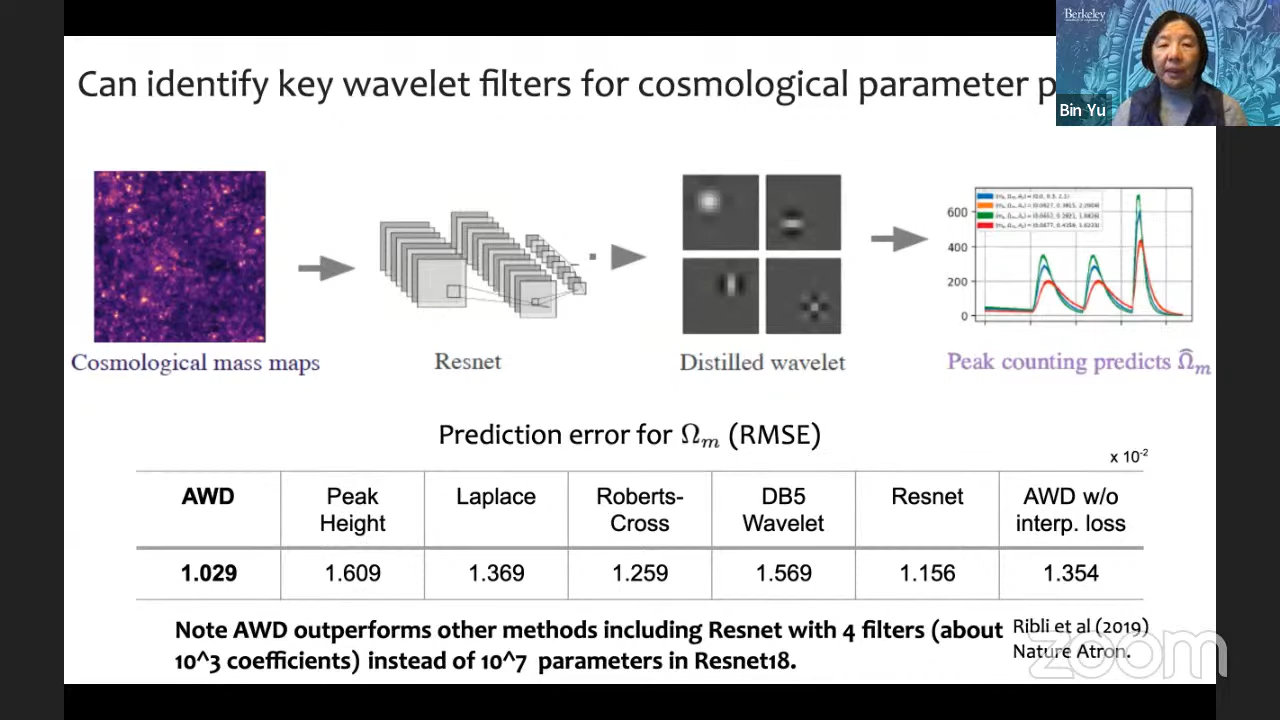 Berkeley
Bin Yu
Can identify key wavelet filters for cosmological parameter p
600
400
200
0
Cosmological mass maps
Resnet
Distilled wavelet
Peak counting predicts Ω̂m
Prediction error for Ωm (RMSE)
x 10-2
AWD
Peak Height
Laplace
Roberts-Cross
DB5 Wavelet
Resnet
AWD w/o interp. loss
1.029
1.609
1.369
1.259
1.569
1.156
1.354
Note AWD outperforms other methods including Resnet with 4 filters (about
10^3 coefficients) instead of 10^7 parameters in Resnet18.
Ribli et al (2019)
Nature Atron.
zoom